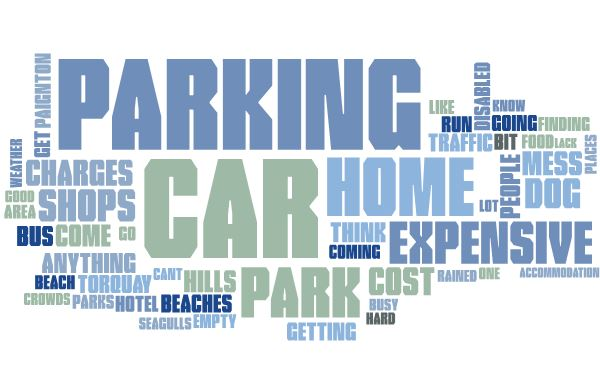 PAIGNTON
GET
PARKING
LIKE
DISABLED
KNOW
RUN
GOING
FINDING
TRAFFIC
BIT
FOOD
LACK
PLACES
WEATHER
CHARGES
CAR
HOME
PEOPLE
MESS
GOOD
AREA
SHOPS
LOT
DOG
BUS
COME
GO
THINK
COMING
EXPENSIVE
ANYTHING
BEACH
TORQUAY
CANT
HILLS
PARK
COST
RAINED
ONE
ACCOMMODATION
CROWDS
PARKS
HOTEL
BEACHES
BUSY
HARD
SEAGULLS
EMPTY
GETTING